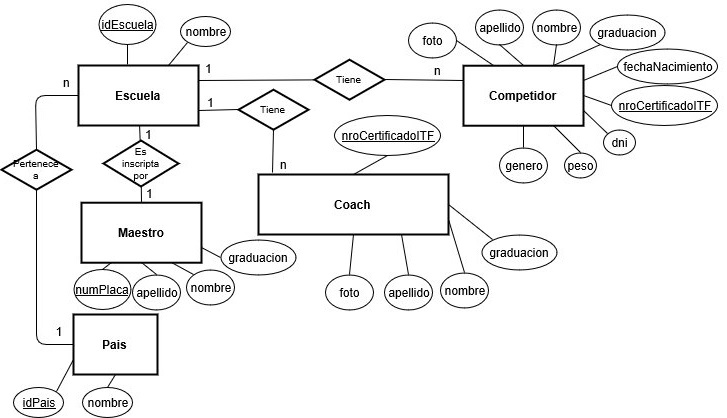 idEscuela
nombre
Escuela
n
1
1
Tiene
n
Tiene
n
foto
apellido
nombre
graduacion
fechaNacimiento
nroCertificadoITF
dni
peso
genero
Competidor
Pertenece
a
1
Es
inscripta
por
1
Maestro
graduacion
numPlaca
apellido
nombre
nroCertificadoITF
Coach
graduacion
foto
apellido
nombre
1
Pais
idPais
nombre